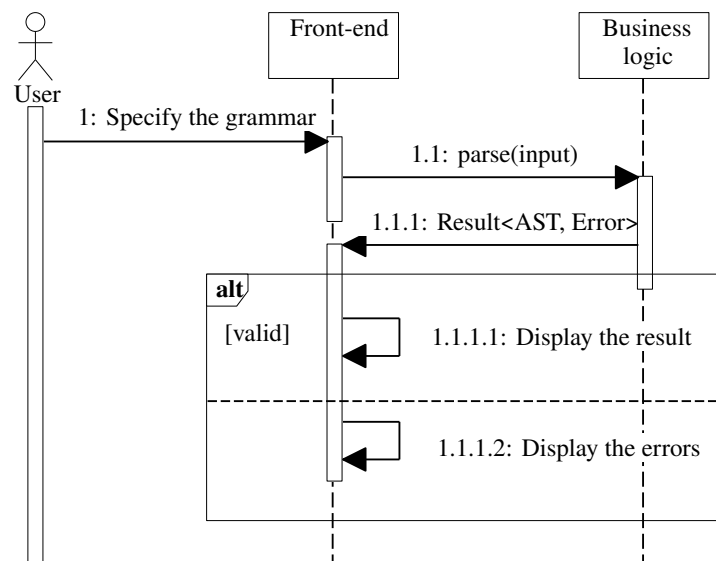 Front-end
Business
logic
User
1: Specify the grammar
1.1: parse(input)
1.1.1: Result<AST, Error>
alt
[valid]
1.1.1.1: Display the result
1.1.1.2: Display the errors